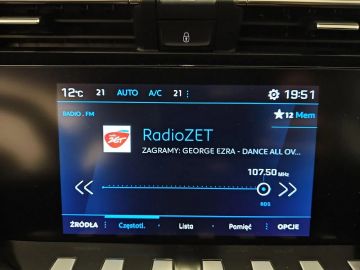 12°C 21 AUTO A/C 21 19:51
RADIO . FM
12 Mem
ZET
RadioZET
ZAGRAMY: GEORGE EZRA - DANCE ALL OV...
107.50 MHz
RDS
ŹRÓDŁA Częstotl. Lista Pamięć OPCJE